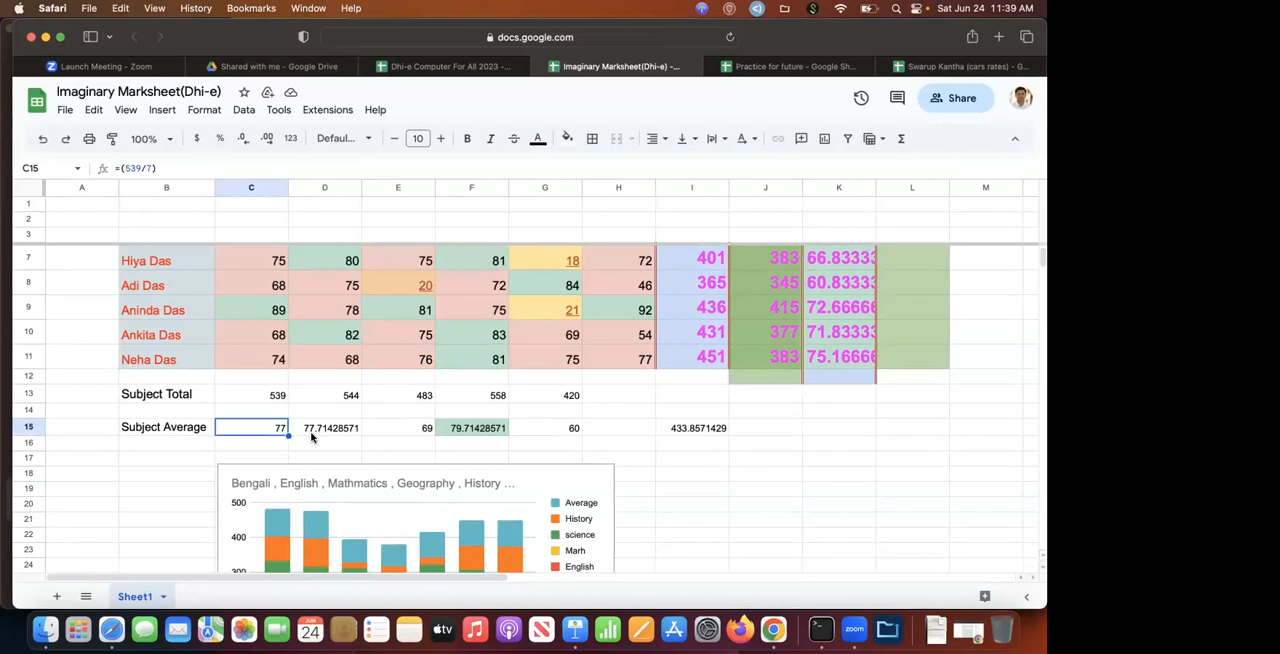 Safari File Edit View History Bookmarks Window Help Sat Jun 24 11:39 AM
docs.google.com
Launch Meeting - Zoom Shared with me - Google Drive Dhi-e Computer For All 2023 -... Imaginary Marksheet(Dhi-e) -... Practice for future - Google Sh... Swarup Kantha (cars rates) - G...
Imaginary Marksheet(Dhi-e)
File Edit View Insert Format Data Tools Extensions Help
Share
100% $ % .0 .00 123 Defaul... 10 B I A
C15 fx =(539/7)
A B C D E F G H I J K L M
1
2
3
7 Hiya Das 75 80 75 81 18 72 401 383 66.83333
8 Adi Das 68 75 20 72 84 46 365 345 60.83333
9 Aninda Das 89 78 81 75 21 92 436 415 72.66666
10 Ankita Das 68 82 75 83 69 54 431 377 71.83333
11 Neha Das 74 68 76 81 75 77 451 383 75.16666
12
13 Subject Total 539 544 483 558 420
14
15 Subject Average 77 77.71428571 69 79.71428571 60 433.8571429
16
17
18 Bengali , English , Mathmatics , Geography , History ...
19
20 500 Average
21 History
22 400 science
23 Marh
24 300 English
Sheet1
JUN
24
tv
zoom